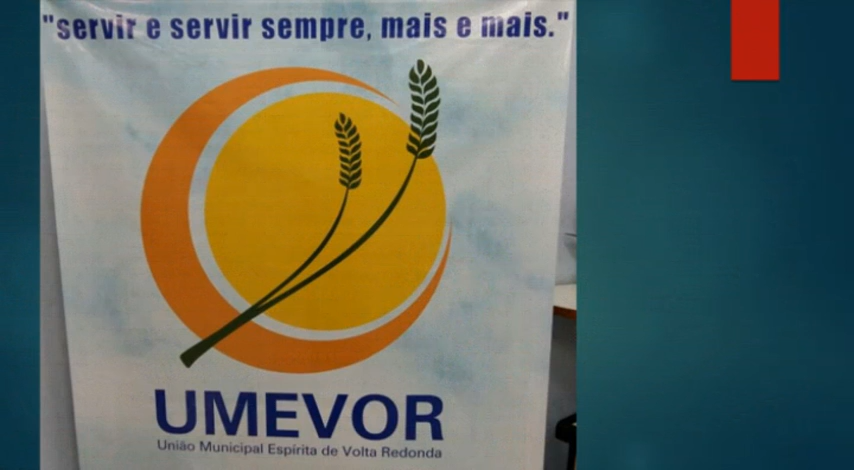 "servir e servir sempre, mais e mais."
UMEVOR
União Municipal Espírita de Volta Redonda